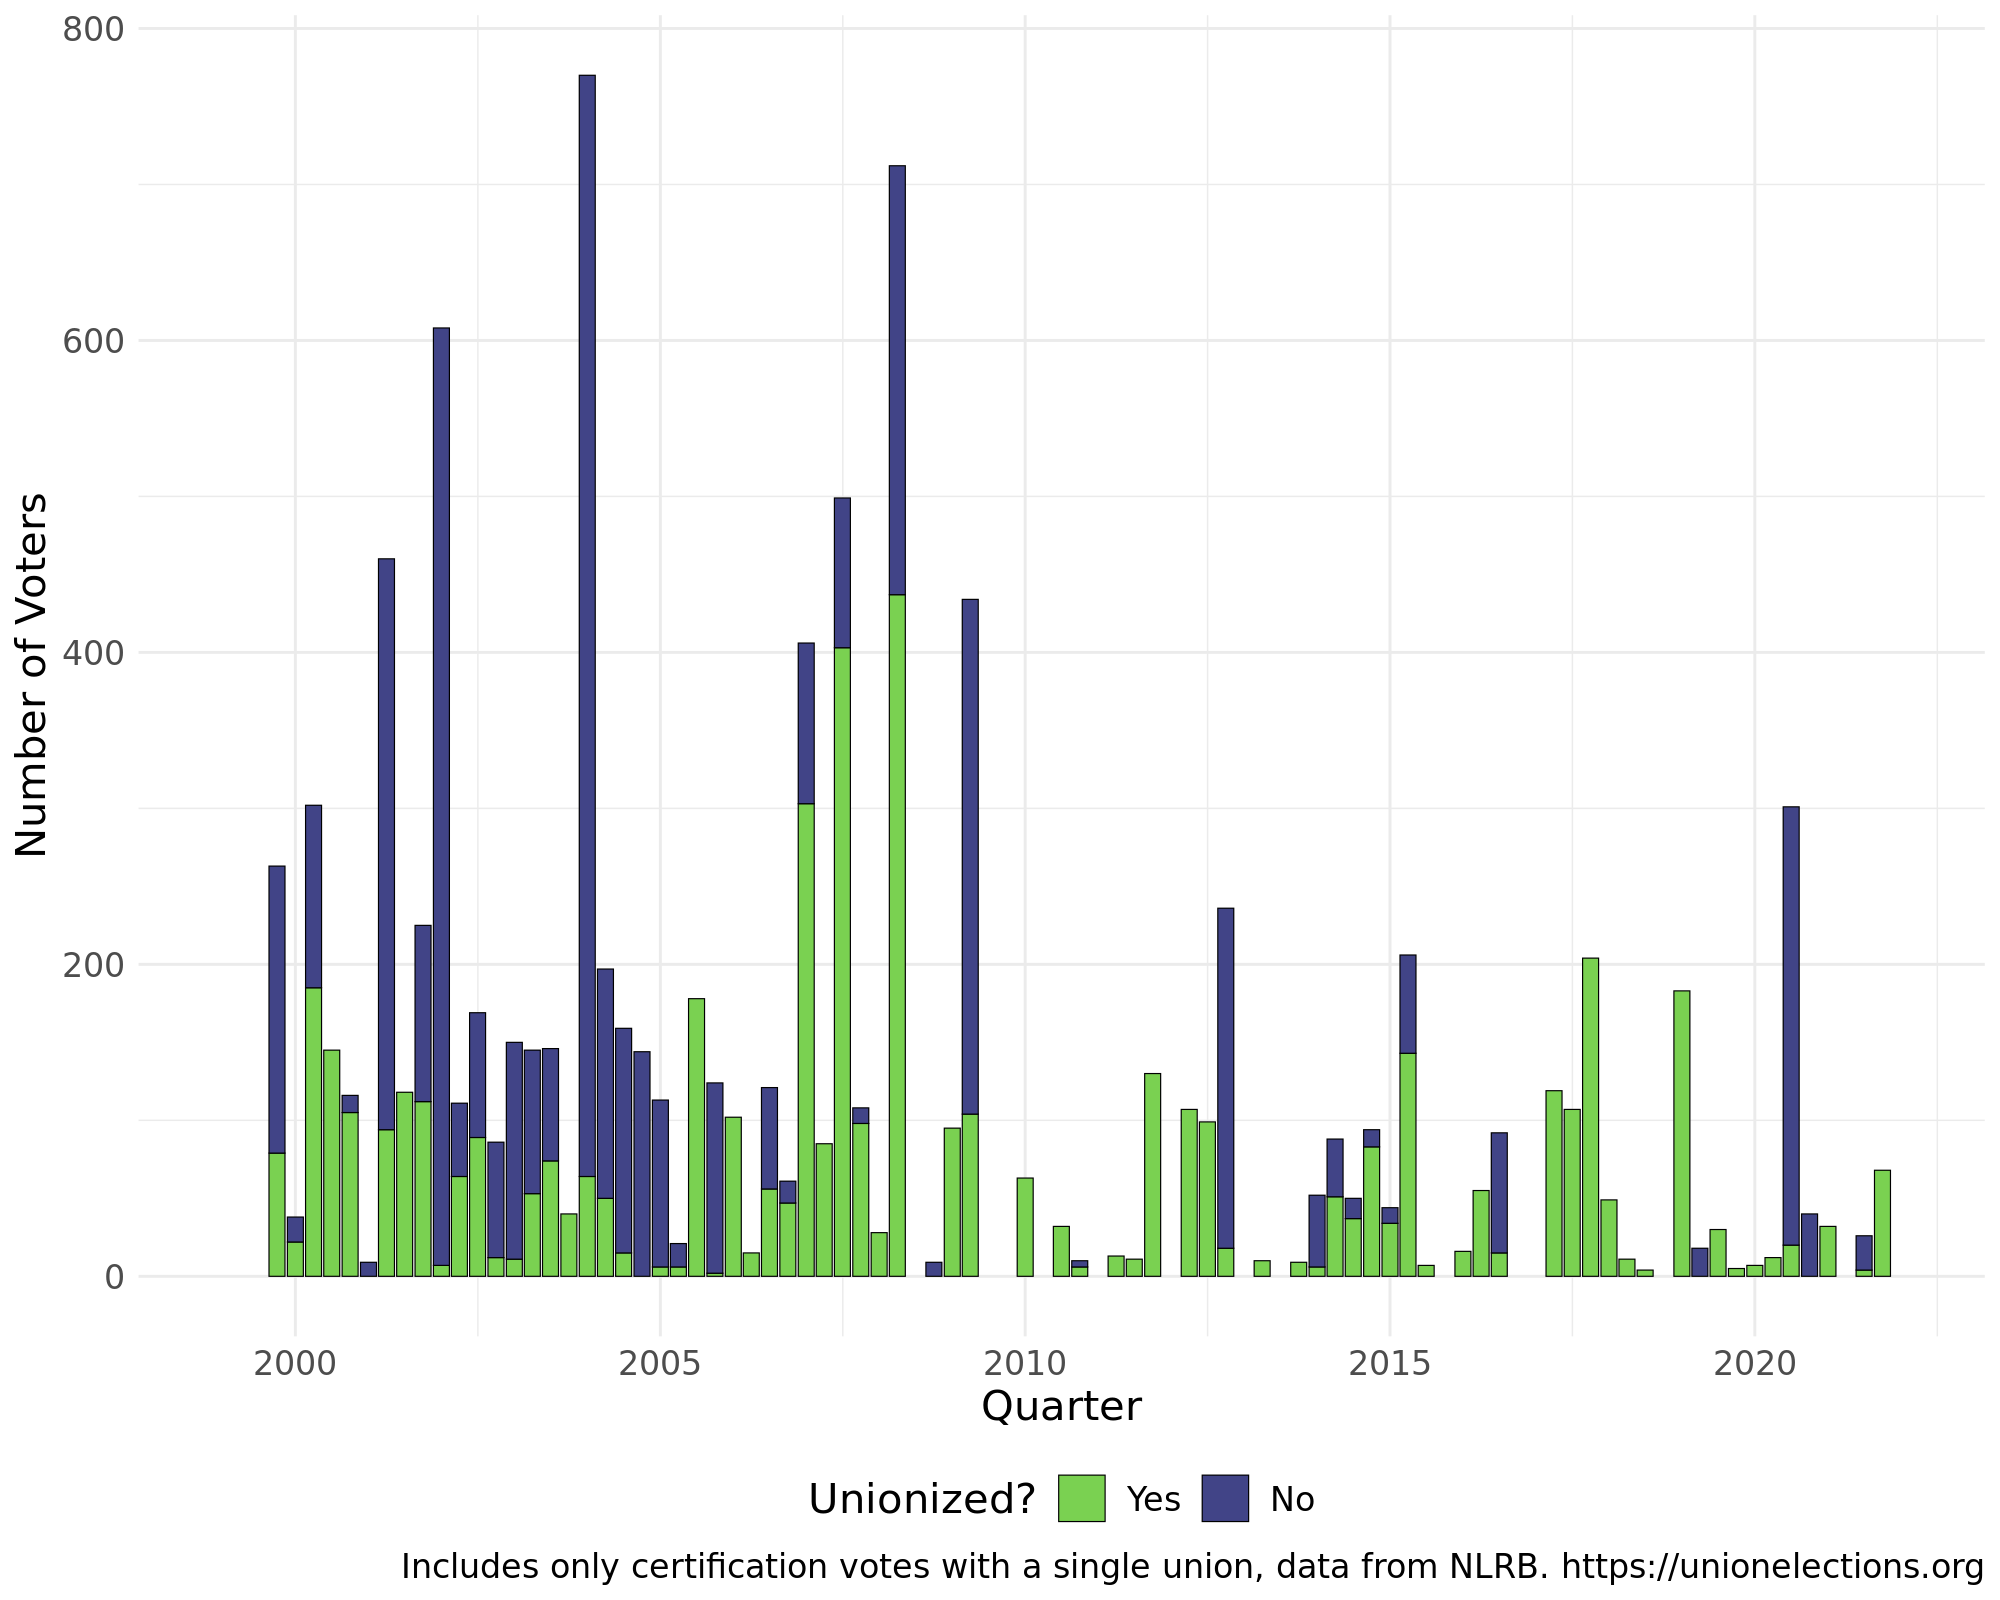 800
600
400
200
0
Number of Voters
2000 2005 2010 2015 2020
Quarter
Unionized? Yes No
Includes only certification votes with a single union, data from NLRB. https://unionelections.org